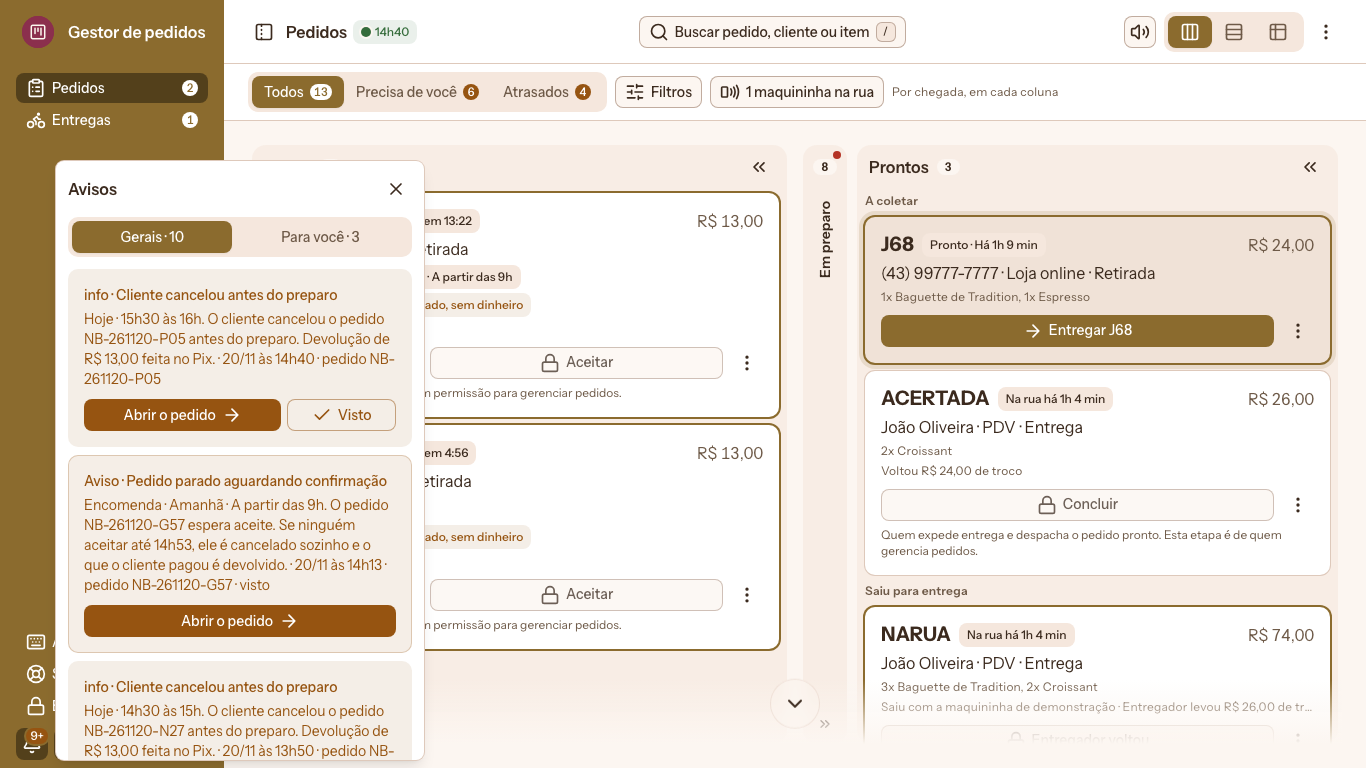 Gestor de pedidos
Pedidos 2
Entregas 1
9+
Pedidos 14h40
Buscar pedido, cliente ou item /
Todos 13 Precisa de você 6 Atrasados 4 Filtros 1 maquininha na rua Por chegada, em cada coluna
Avisos
Gerais · 10 Para você · 3
info · Cliente cancelou antes do preparo
Hoje · 15h30 às 16h. O cliente cancelou o pedido
NB-261120-P05 antes do preparo. Devolução de
R$ 13,00 feita no Pix. · 20/11 às 14h40 · pedido NB-
261120-P05
Abrir o pedido Visto
Aviso · Pedido parado aguardando confirmação
Encomenda · Amanhã · A partir das 9h. O pedido
NB-261120-G57 espera aceite. Se ninguém
aceitar até 14h53, ele é cancelado sozinho e o
que o cliente pagou é devolvido. · 20/11 às 14h13 ·
pedido NB-261120-G57 · visto
Abrir o pedido
info · Cliente cancelou antes do preparo
Hoje · 14h30 às 15h. O cliente cancelou o pedido
NB-261120-N27 antes do preparo. Devolução de
R$ 13,00 feita no Pix. · 20/11 às 13h50 · pedido NB-
em 13:22 R$ 13,00
etirada
· A partir das 9h
ado, sem dinheiro
Aceitar
permissão para gerenciar pedidos.
em 4:56 R$ 13,00
etirada
ado, sem dinheiro
Aceitar
permissão para gerenciar pedidos.
8
Em preparo
Prontos 3
A coletar
J68 Pronto · Há 1h 9 min R$ 24,00
(43) 99777-7777 · Loja online · Retirada
1x Baguette de Tradition, 1x Espresso
Entregar J68
ACERTADA Na rua há 1h 4 min R$ 26,00
João Oliveira · PDV · Entrega
2x Croissant
Voltou R$ 24,00 de troco
Concluir
Quem expede entrega e despacha o pedido pronto. Esta etapa é de quem
gerencia pedidos.
Saiu para entrega
NARUA Na rua há 1h 4 min R$ 74,00
João Oliveira · PDV · Entrega
3x Baguette de Tradition, 2x Croissant
Saiu com a maquininha de demonstração · Entregador levou R$ 26,00 de tr...
Entregador voltou